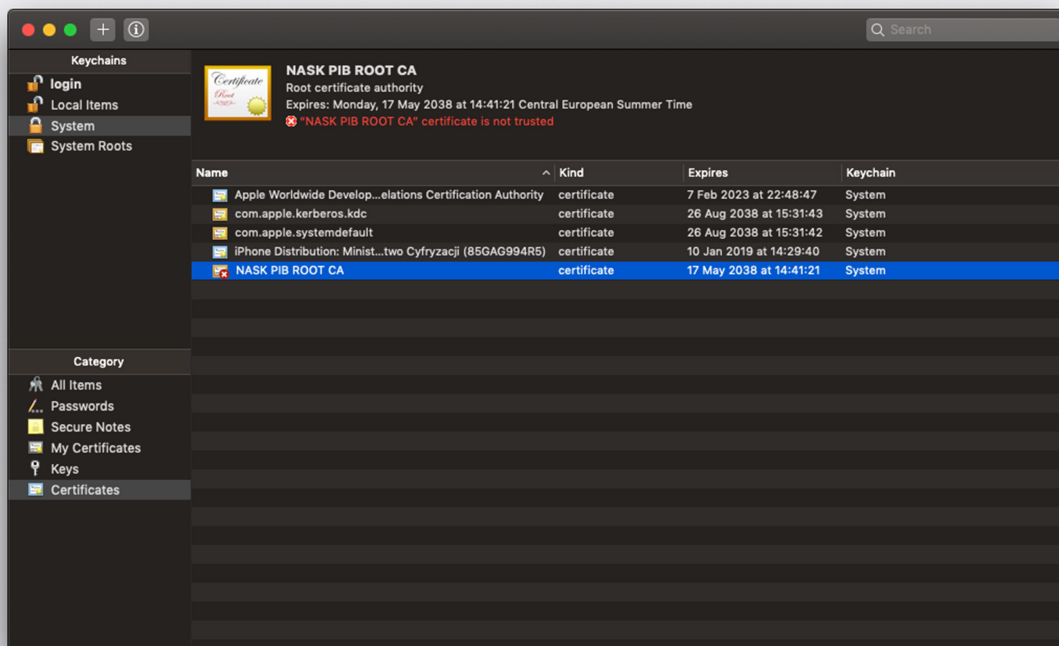 Search
Keychains
login
Local Items
System
System Roots
Certificate
Root
NASK PIB ROOT CA
Root certificate authority
Expires: Monday, 17 May 2038 at 14:41:21 Central European Summer Time
"NASK PIB ROOT CA" certificate is not trusted
Name Kind Expires Keychain
Apple Worldwide Develop...elations Certification Authority certificate 7 Feb 2023 at 22:48:47 System
com.apple.kerberos.kdc certificate 26 Aug 2038 at 15:31:43 System
com.apple.systemdefault certificate 26 Aug 2038 at 15:31:42 System
iPhone Distribution: Minist...two Cyfryzacji (85GAG994R5) certificate 10 Jan 2019 at 14:29:40 System
NASK PIB ROOT CA certificate 17 May 2038 at 14:41:21 System
Category
All Items
Passwords
Secure Notes
My Certificates
Keys
Certificates